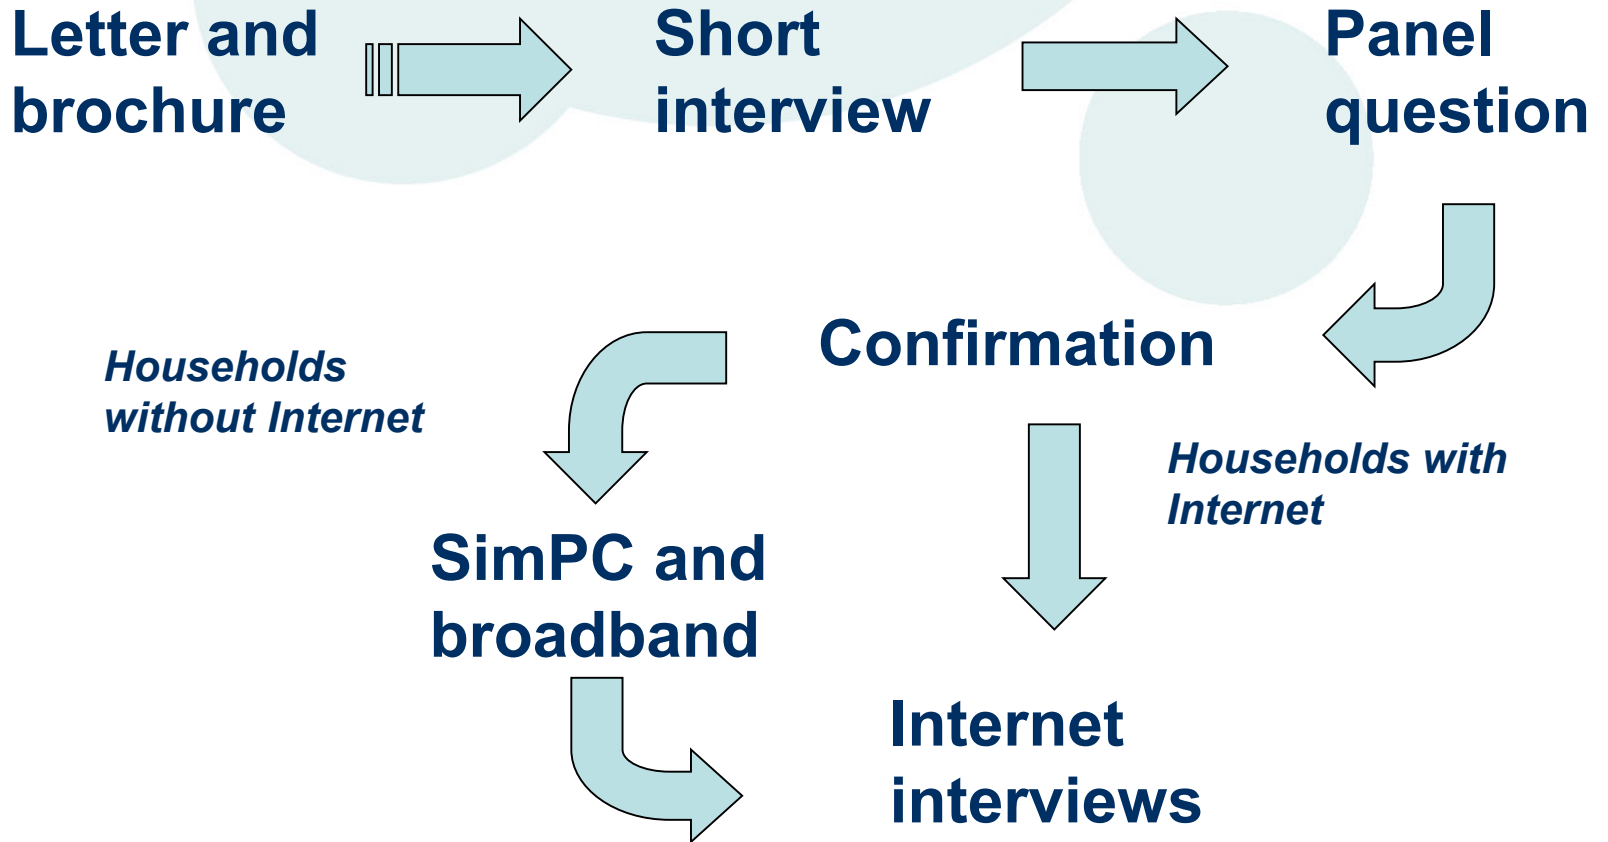 Letter and
brochure
Short
interview
Panel
question
Confirmation
Households
without Internet
Households with
Internet
SimPC and
broadband
Internet
interviews